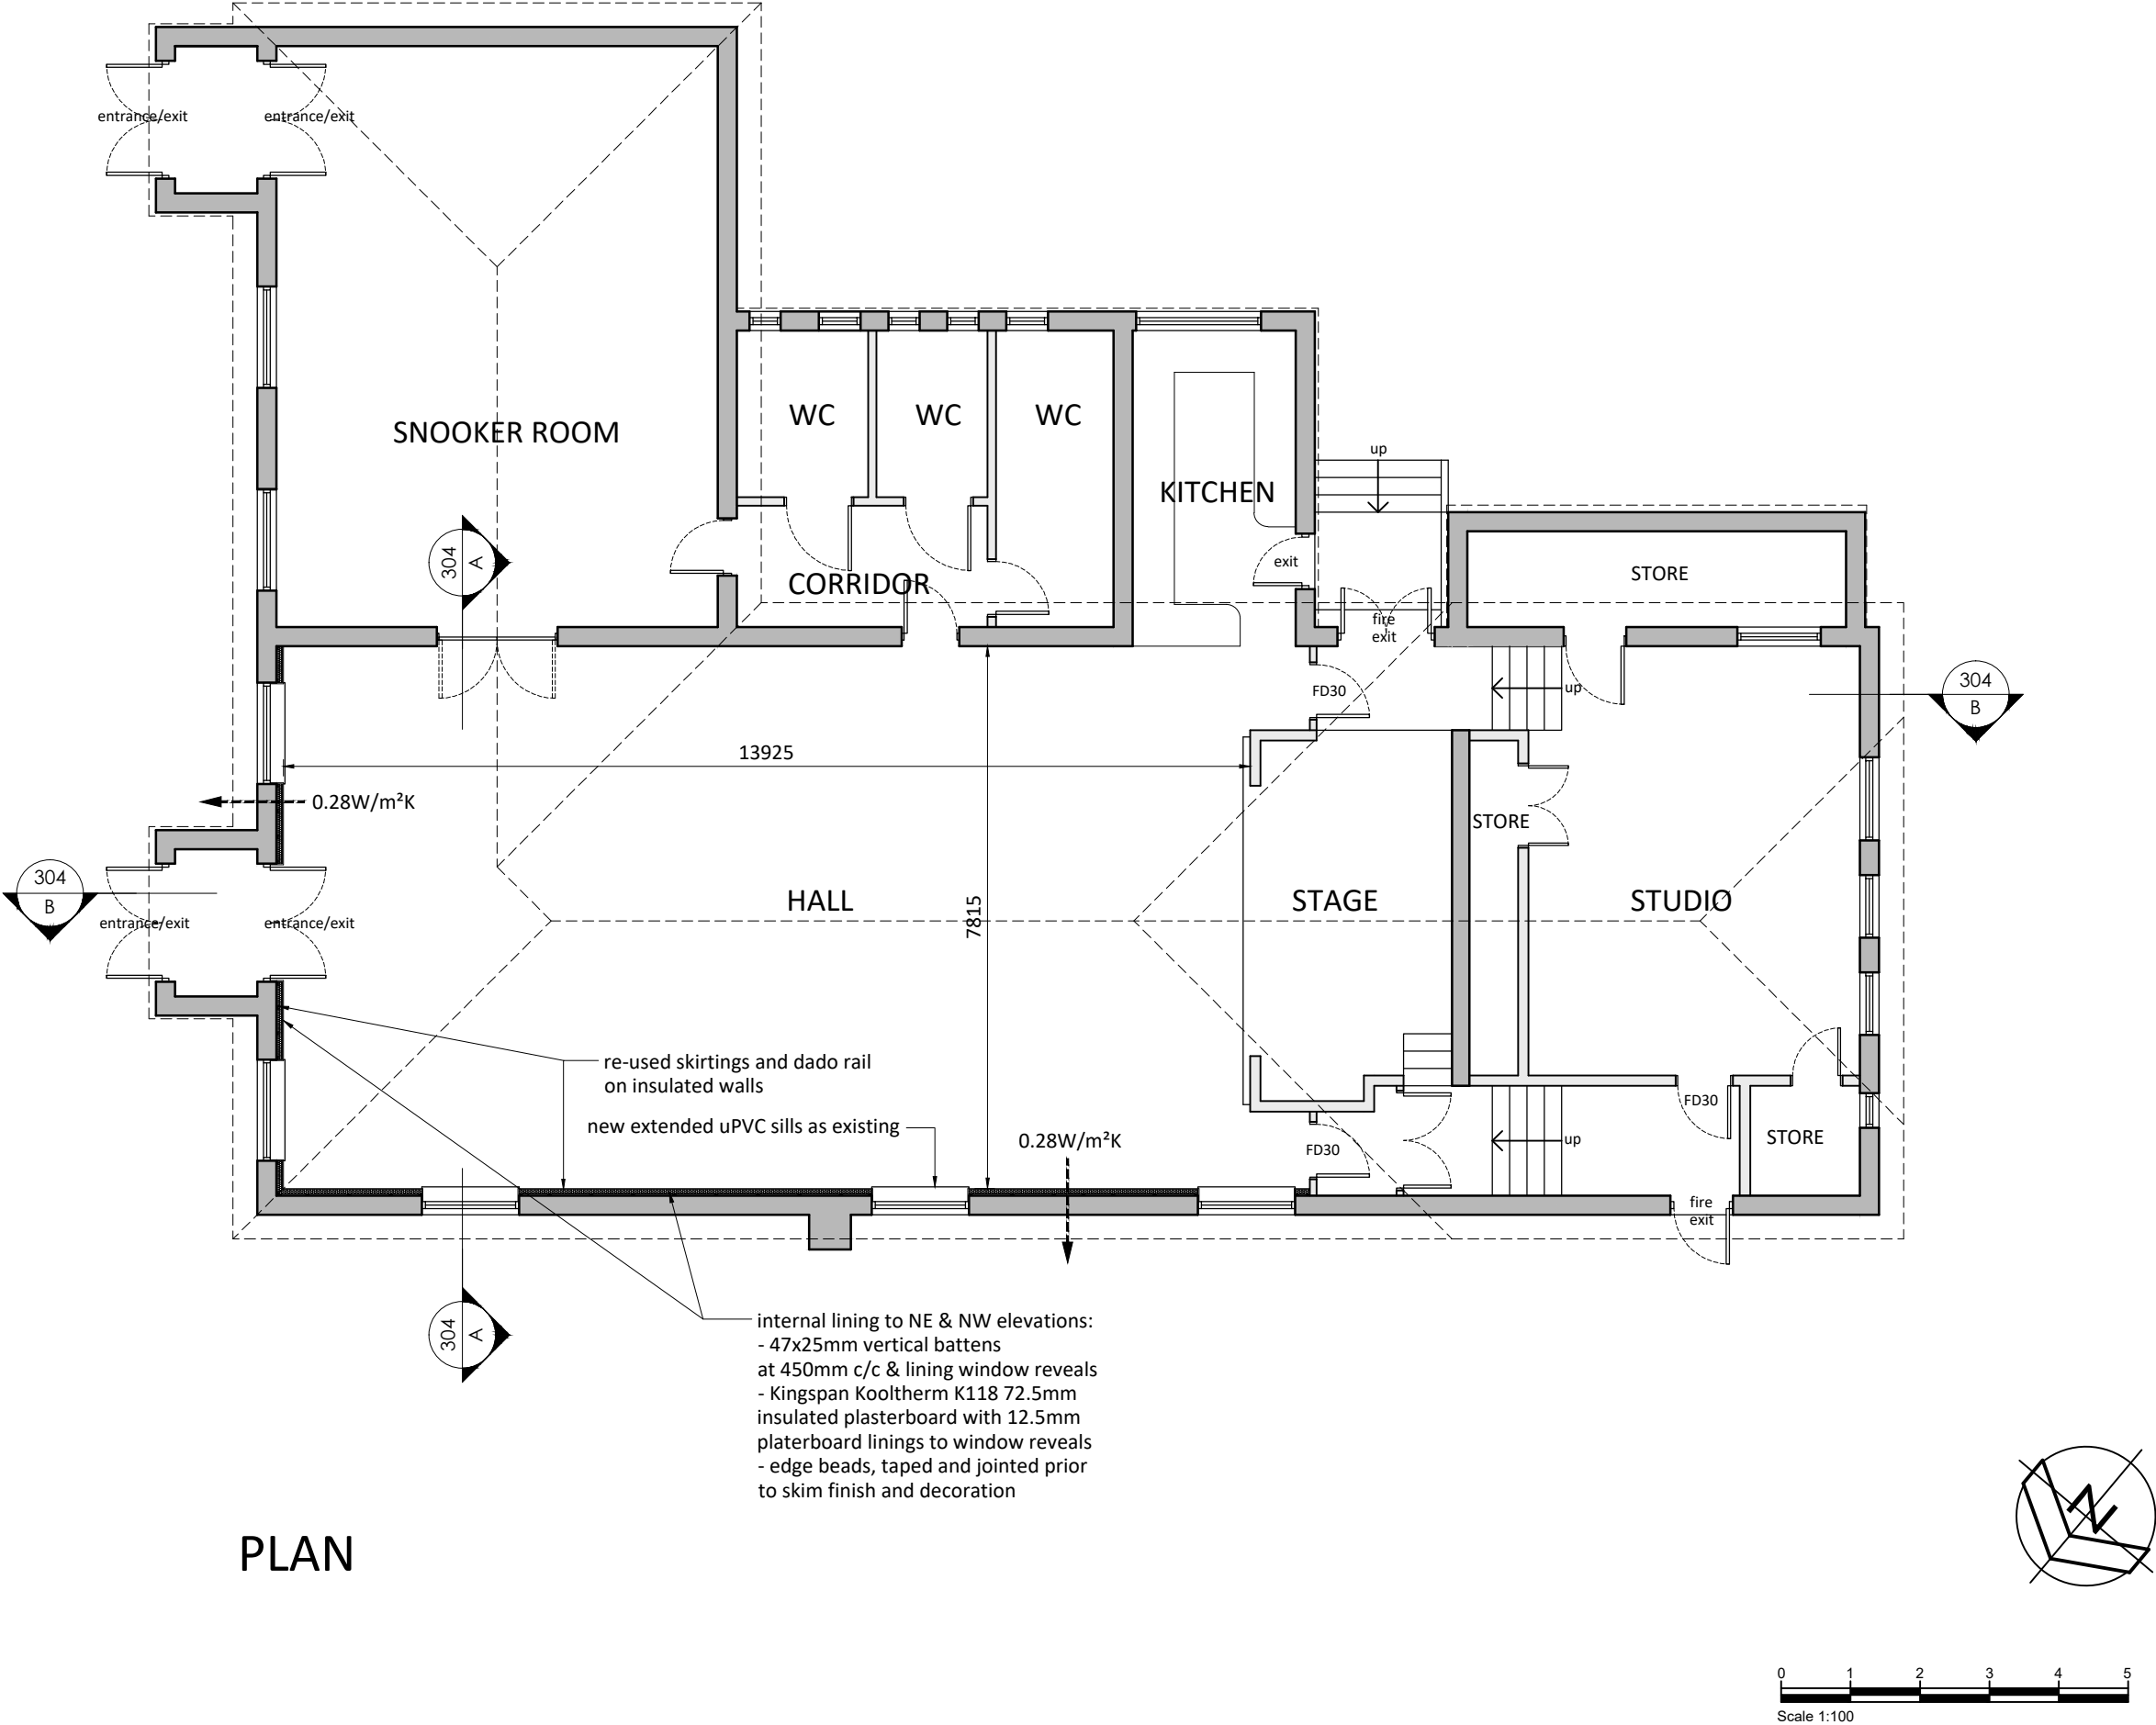 entrance/exit
entrance/exit
SNOOKER ROOM
WC
WC
WC
KITCHEN
up
304
A
exit
CORRIDOR
STORE
fire
exit
FD30
up
304
B
13925
0.28W/m²K
STORE
304
B
HALL
7815
STAGE
STUDIO
entrance/exit
entrance/exit
re-used skirtings and dado rail
on insulated walls
new extended uPVC sills as existing
0.28W/m²K
FD30
up
FD30
STORE
fire
exit
304
A
internal lining to NE & NW elevations:
- 47x25mm vertical battens
at 450mm c/c & lining window reveals
- Kingspan Kooltherm K118 72.5mm
insulated plasterboard with 12.5mm
platerboard linings to window reveals
- edge beads, taped and jointed prior
to skim finish and decoration
PLAN
N
0 1 2 3 4 5
Scale 1:100